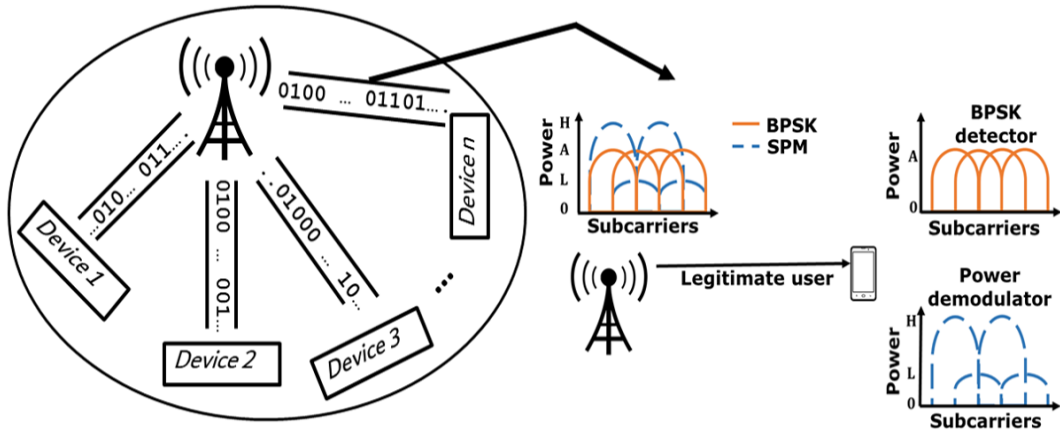 0100 ... 01101... .
...010... 011...
0100 ... 001...
. .01000 ... 10...
Device 1
Device 2
Device 3
...
Device n
Power
H
A
L
0
Subcarriers
BPSK
SPM
BPSK
detector
Power
A
0
Subcarriers
Legitimate user
Power
demodulator
Power
H
L
0
Subcarriers